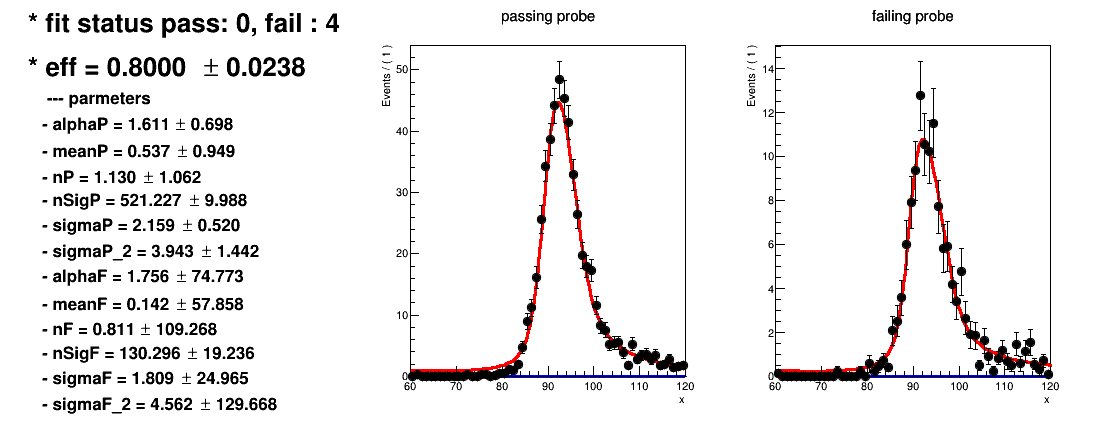 * fit status pass: 0, fail : 4
* eff = 0.8000 ± 0.0238
--- parmeters
- alphaP = 1.611 ± 0.698
- meanP = 0.537 ± 0.949
- nP = 1.130 ± 1.062
- nSigP = 521.227 ± 9.988
- sigmaP = 2.159 ± 0.520
- sigmaP_2 = 3.943 ± 1.442
- alphaF = 1.756 ± 74.773
- meanF = 0.142 ± 57.858
- nF = 0.811 ± 109.268
- nSigF = 130.296 ± 19.236
- sigmaF = 1.809 ± 24.965
- sigmaF_2 = 4.562 ± 129.668
passing probe
Events / ( 1 )
50
40
30
20
10
0
60 70 80 90 100 110 120
x
failing probe
Events / ( 1 )
14
12
10
8
6
4
2
0
60 70 80 90 100 110 120
x